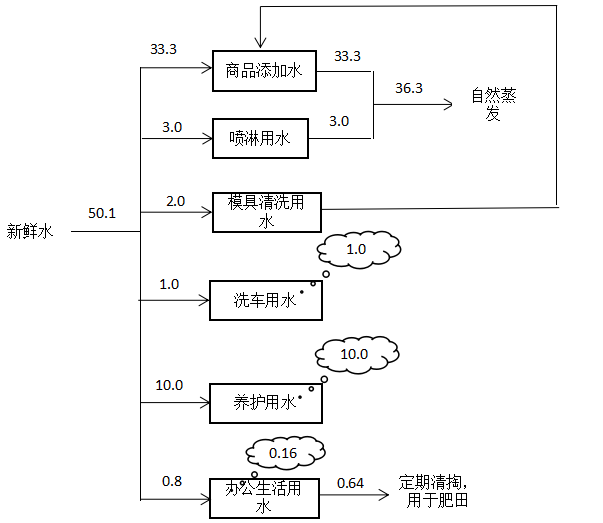 33.3
商品添加水
33.3
36.3
自然蒸
发
3.0
喷淋用水
3.0
50.1
新鲜水
2.0
模具清洗用
水
1.0
1.0
洗车用水
10.0
10.0
养护用水
0.16
0.8
办公生活用
水
0.64
定期清掏，
用于肥田